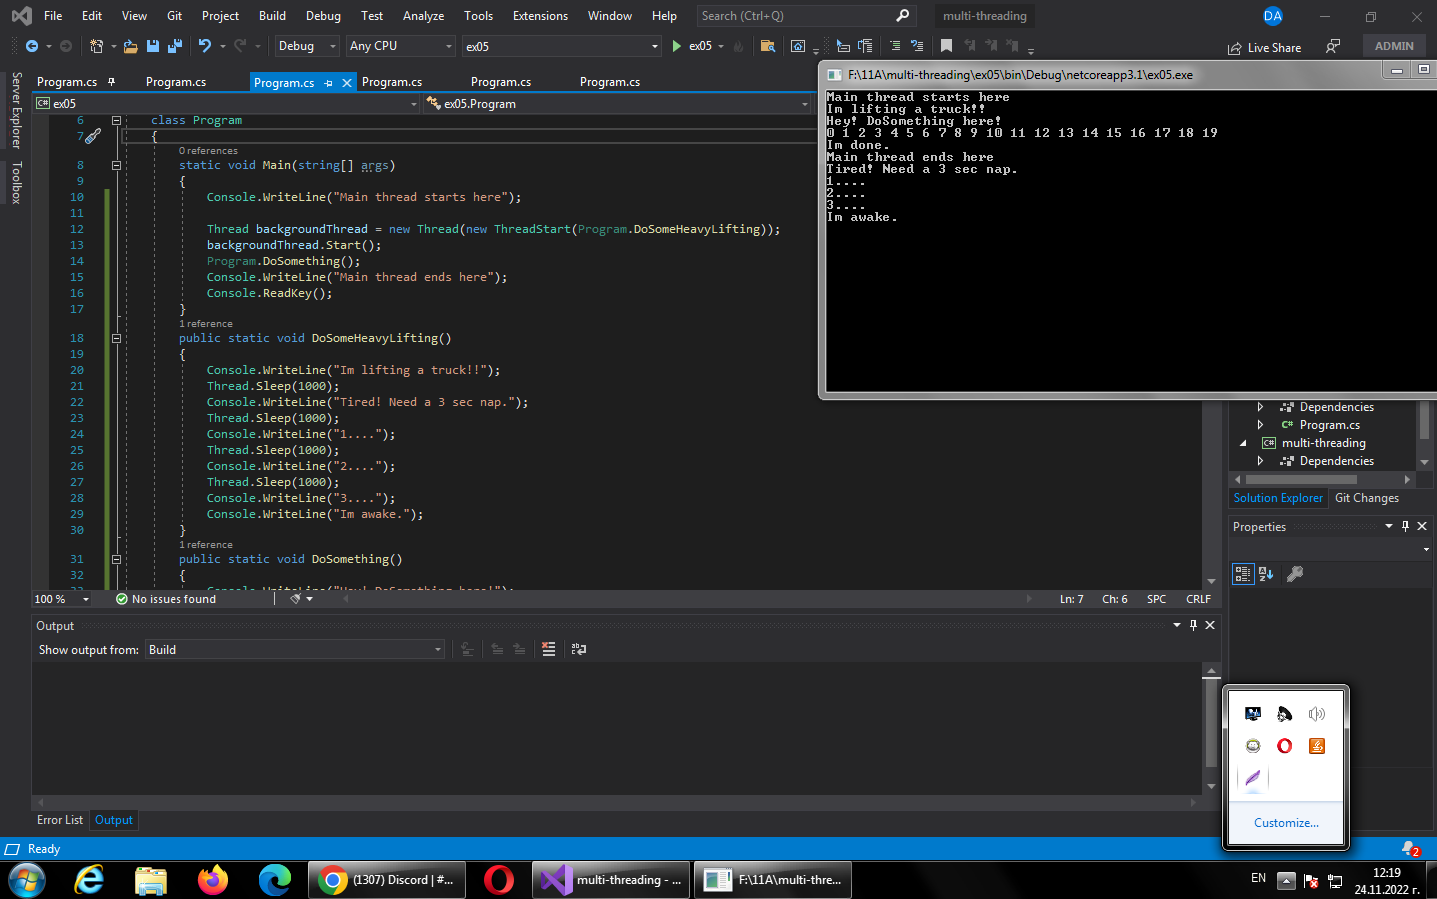 File Edit View Git Project Build Debug Test Analyze Tools Extensions Window Help Search (Ctrl+Q) multi-threading DA
Debug Any CPU ex05 ex05 Live Share ADMIN
Server Explorer
Toolbox
Program.cs Program.cs Program.cs Program.cs Program.cs Program.cs
C# ex05 ex05.Program
6 class Program
7 {
0 references
8 static void Main(string[] args)
9 {
10 Console.WriteLine("Main thread starts here");
11
12 Thread backgroundThread = new Thread(new ThreadStart(Program.DoSomeHeavyLifting));
13 backgroundThread.Start();
14 Program.DoSomething();
15 Console.WriteLine("Main thread ends here");
16 Console.ReadKey();
17 }
1 reference
18 public static void DoSomeHeavyLifting()
19 {
20 Console.WriteLine("Im lifting a truck!!");
21 Thread.Sleep(1000);
22 Console.WriteLine("Tired! Need a 3 sec nap.");
23 Thread.Sleep(1000);
24 Console.WriteLine("1....");
25 Thread.Sleep(1000);
26 Console.WriteLine("2....");
27 Thread.Sleep(1000);
28 Console.WriteLine("3....");
29 Console.WriteLine("Im awake.");
30 }
1 reference
31 public static void DoSomething()
32 {
33 Console.WriteLine("Hey! DoSomething here!");
F:\11A\multi-threading\ex05\bin\Debug\netcoreapp3.1\ex05.exe
Main thread starts here
Im lifting a truck!!
Hey! DoSomething here!
0 1 2 3 4 5 6 7 8 9 10 11 12 13 14 15 16 17 18 19
Im done.
Main thread ends here
Tired! Need a 3 sec nap.
1....
2....
3....
Im awake.
Dependencies
C# Program.cs
C# multi-threading
Dependencies
Solution Explorer Git Changes
Properties
100 % No issues found Ln: 7 Ch: 6 SPC CRLF
Output
Show output from: Build
Error List Output
Customize...
Ready 2
(1307) Discord | #... multi-threading - ... F:\11A\multi-thre... EN 12:19
24.11.2022 г.